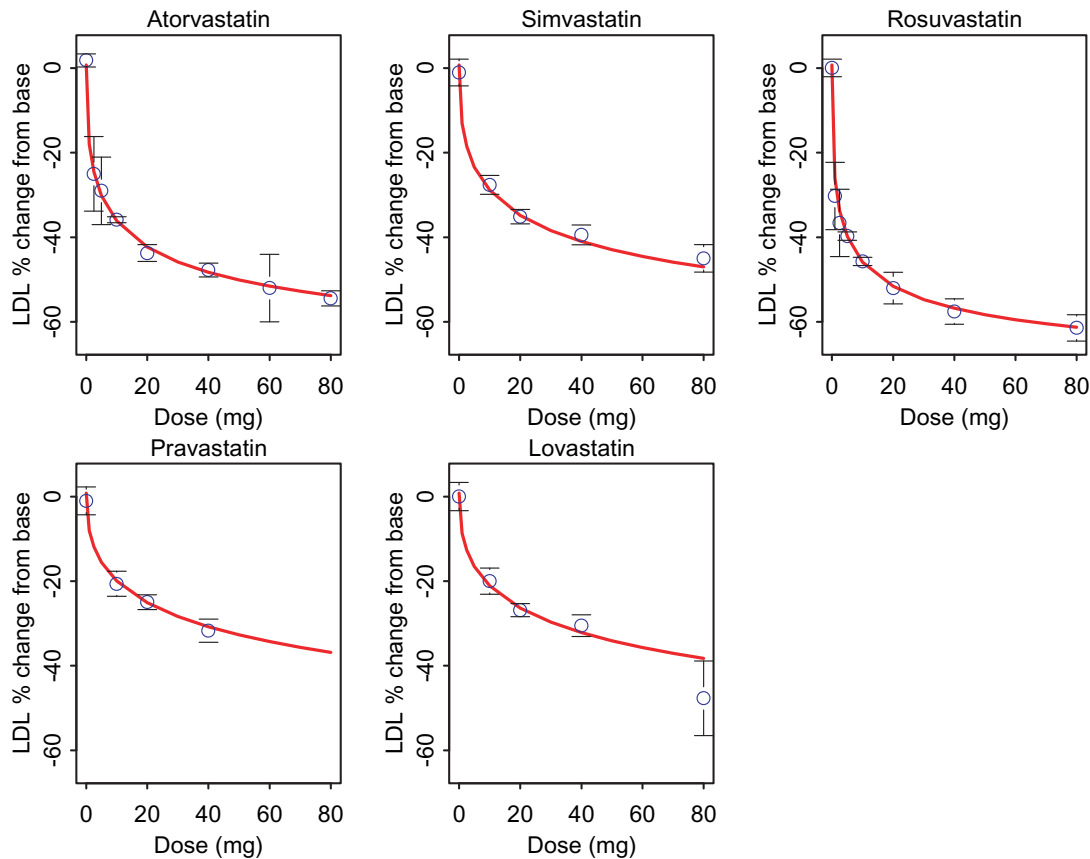 Atorvastatin
LDL % change from base
0
-20
-40
-60
0 20 40 60 80
Dose (mg)
Simvastatin
LDL % change from base
0
-20
-40
-60
0 20 40 60 80
Dose (mg)
Rosuvastatin
LDL % change from base
0
-20
-40
-60
0 20 40 60 80
Dose (mg)
Pravastatin
LDL % change from base
0
-20
-40
-60
0 20 40 60 80
Dose (mg)
Lovastatin
LDL % change from base
0
-20
-40
-60
0 20 40 60 80
Dose (mg)